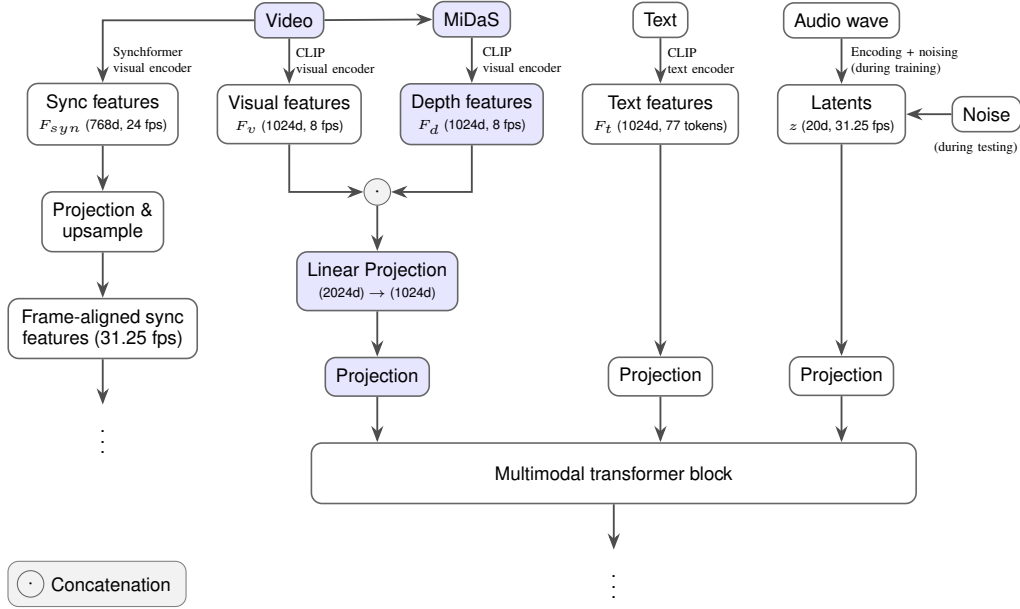 Video
MiDaS
Text
Audio wave
Synchformer
visual encoder
CLIP
visual encoder
CLIP
visual encoder
CLIP
text encoder
Encoding + noising
(during training)
Sync features
F_syn (768d, 24 fps)
Visual features
F_v (1024d, 8 fps)
Depth features
F_d (1024d, 8 fps)
Text features
F_t (1024d, 77 tokens)
Latents
z (20d, 31.25 fps)
Noise
(during testing)
Projection &
upsample
Linear Projection
(2024d) → (1024d)
Frame-aligned sync
features (31.25 fps)
Projection
Projection
Projection
Multimodal transformer block
Concatenation